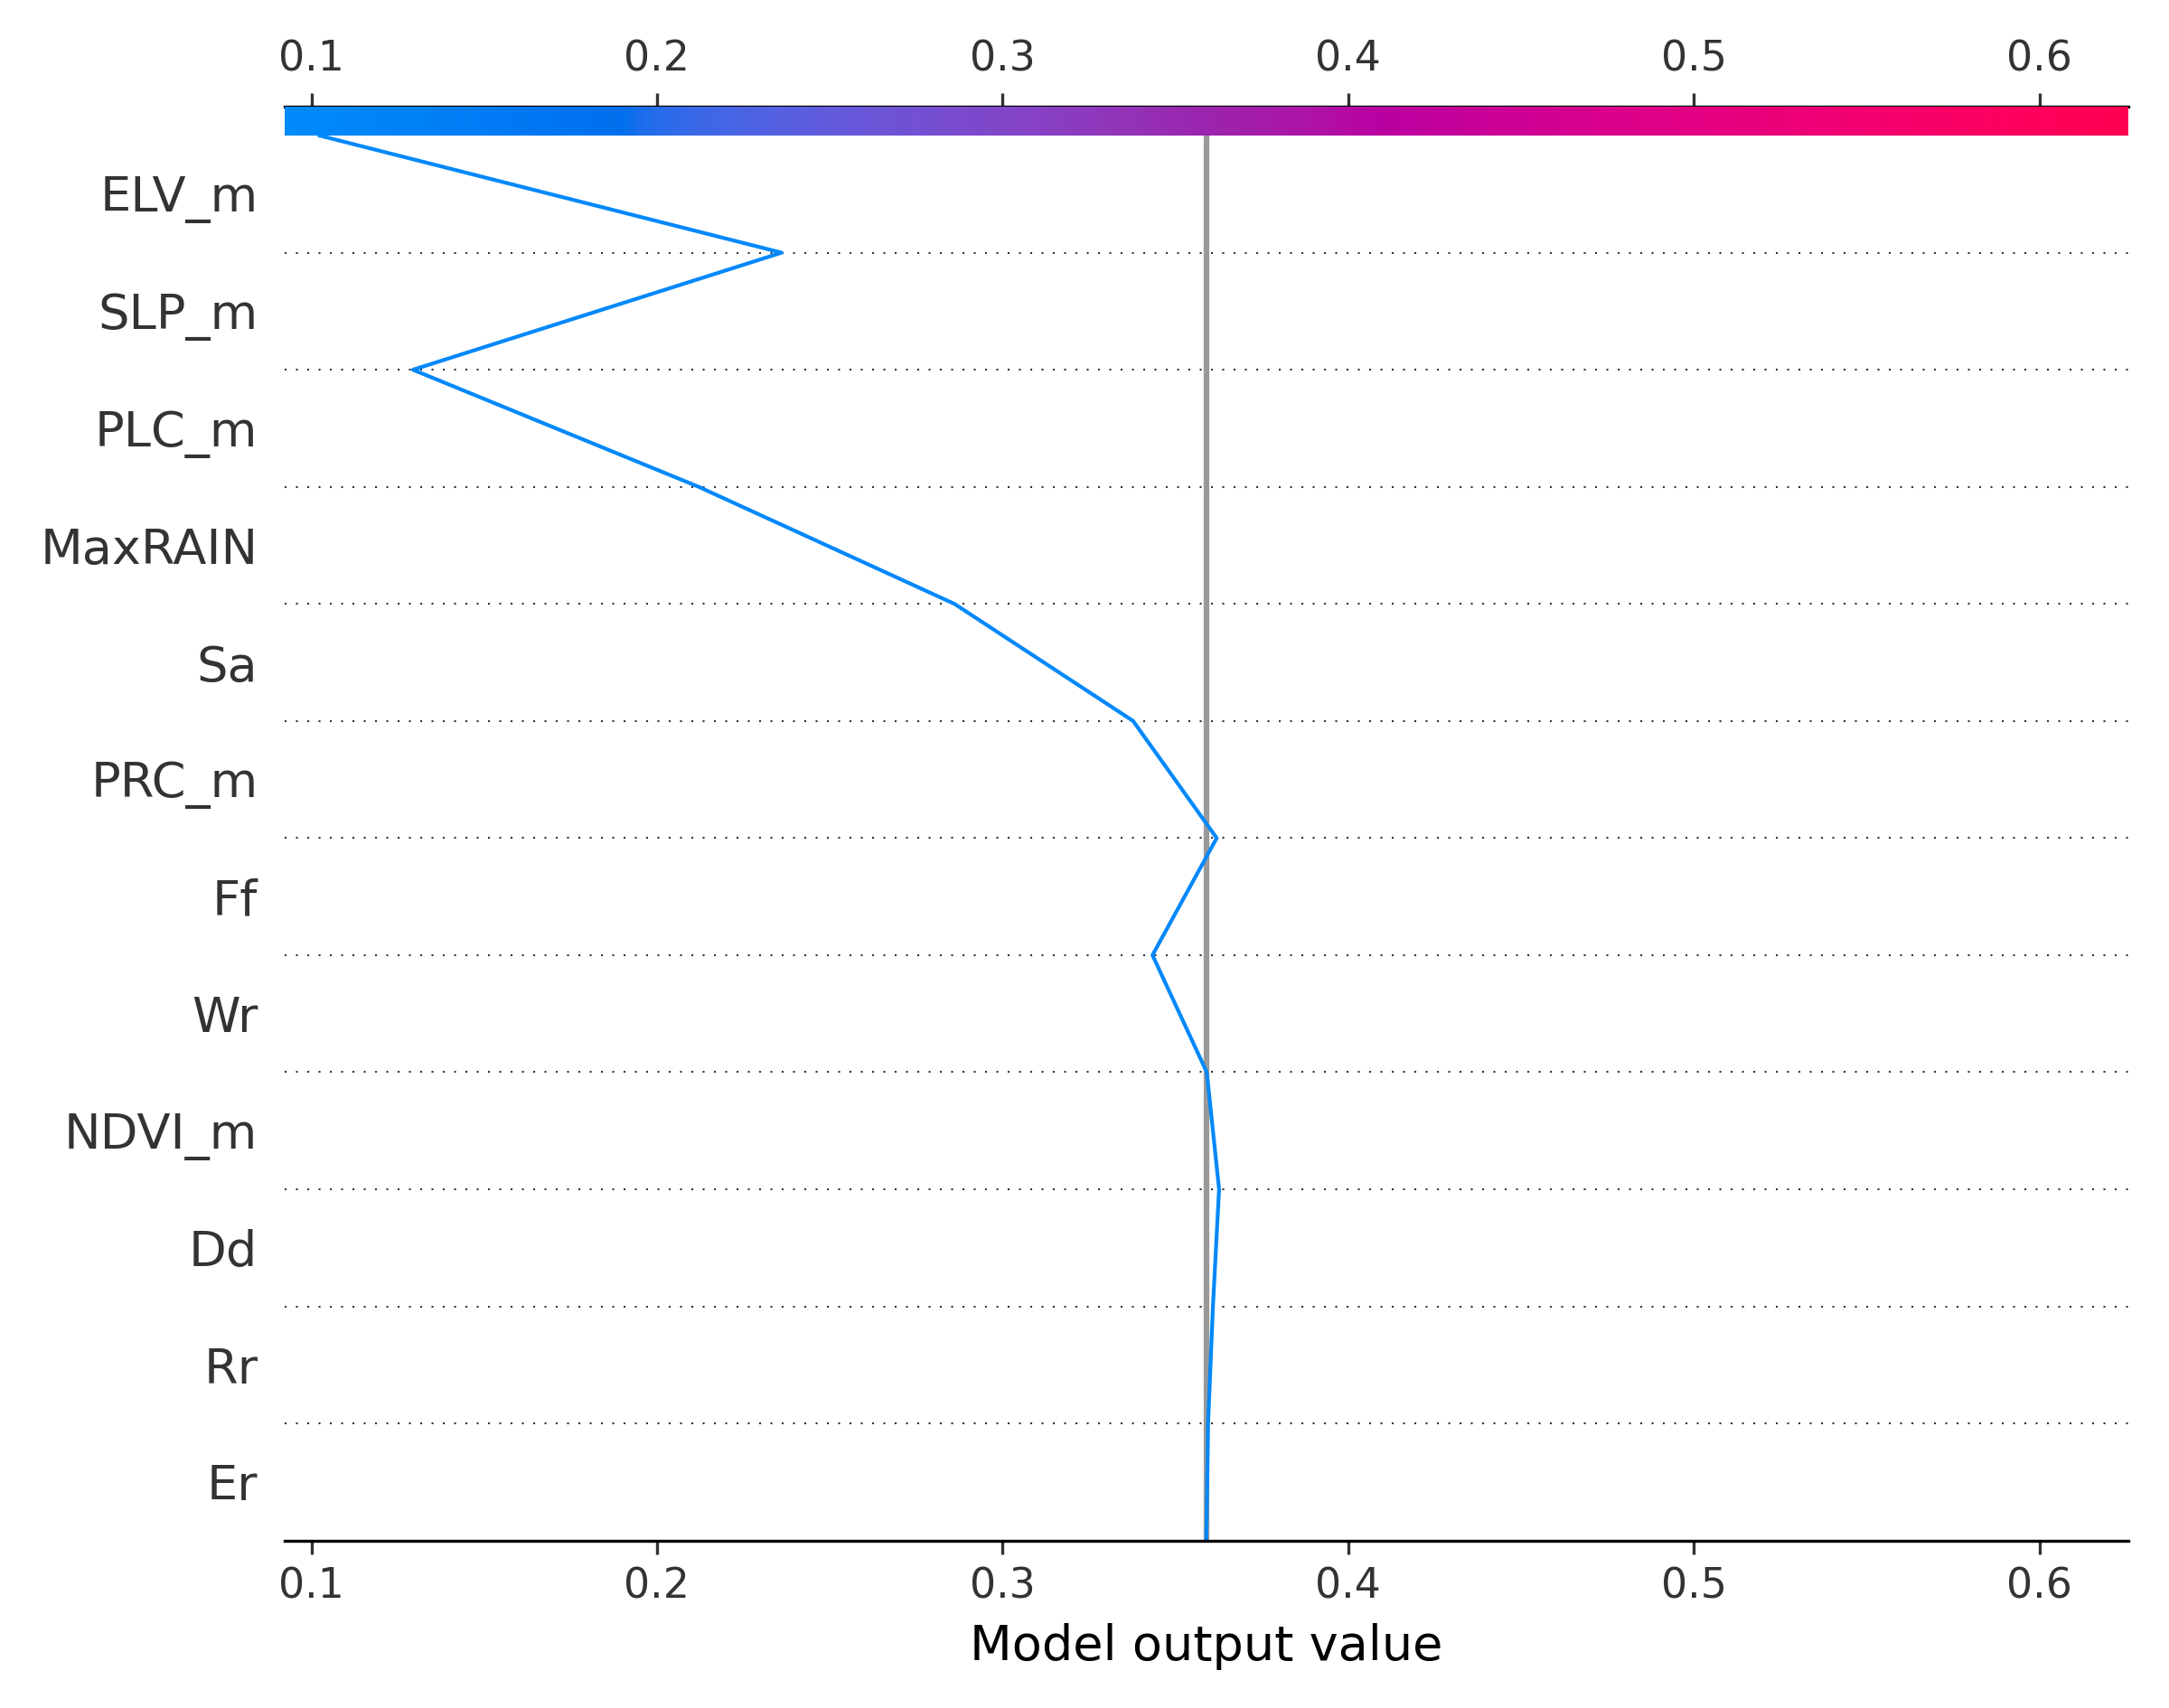 0.1 0.2 0.3 0.4 0.5 0.6
ELV_m
SLP_m
PLC_m
MaxRAIN
Sa
PRC_m
Ff
Wr
NDVI_m
Dd
Rr
Er
0.1 0.2 0.3 0.4 0.5 0.6
Model output value